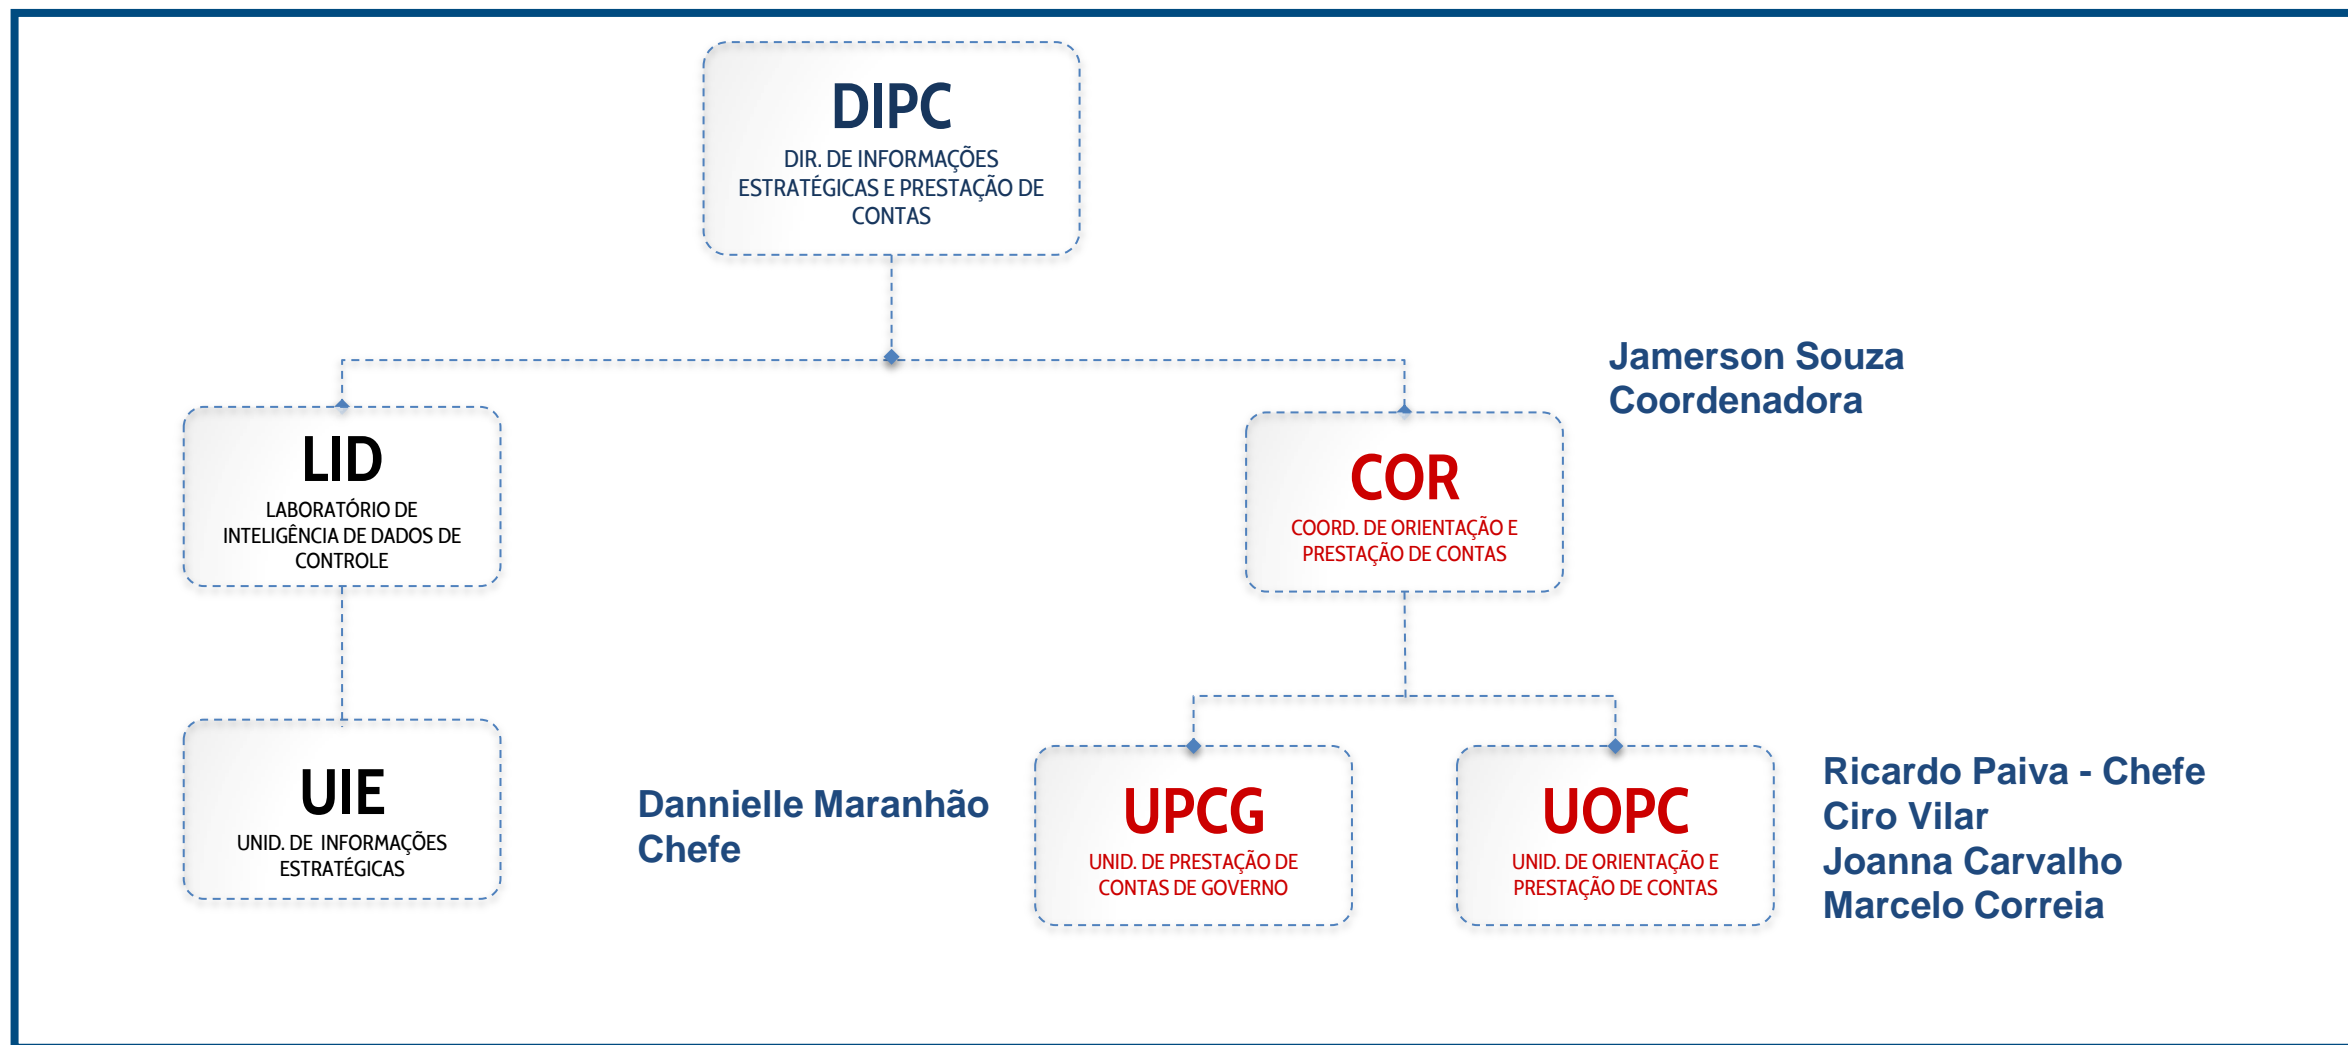 DIPC
DIR. DE INFORMAÇÕES
ESTRATÉGICAS E PRESTAÇÃO DE
CONTAS
Jamerson Souza
Coordenadora
LID
LABORATÓRIO DE
INTELIGÊNCIA DE DADOS DE
CONTROLE
COR
COORD. DE ORIENTAÇÃO E
PRESTAÇÃO DE CONTAS
UIE
UNID. DE INFORMAÇÕES
ESTRATÉGICAS
Dannielle Maranhão
Chefe
UPCG
UNID. DE PRESTAÇÃO DE
CONTAS DE GOVERNO
UOPC
UNID. DE ORIENTAÇÃO E
PRESTAÇÃO DE CONTAS
Ricardo Paiva - Chefe
Ciro Vilar
Joanna Carvalho
Marcelo Correia